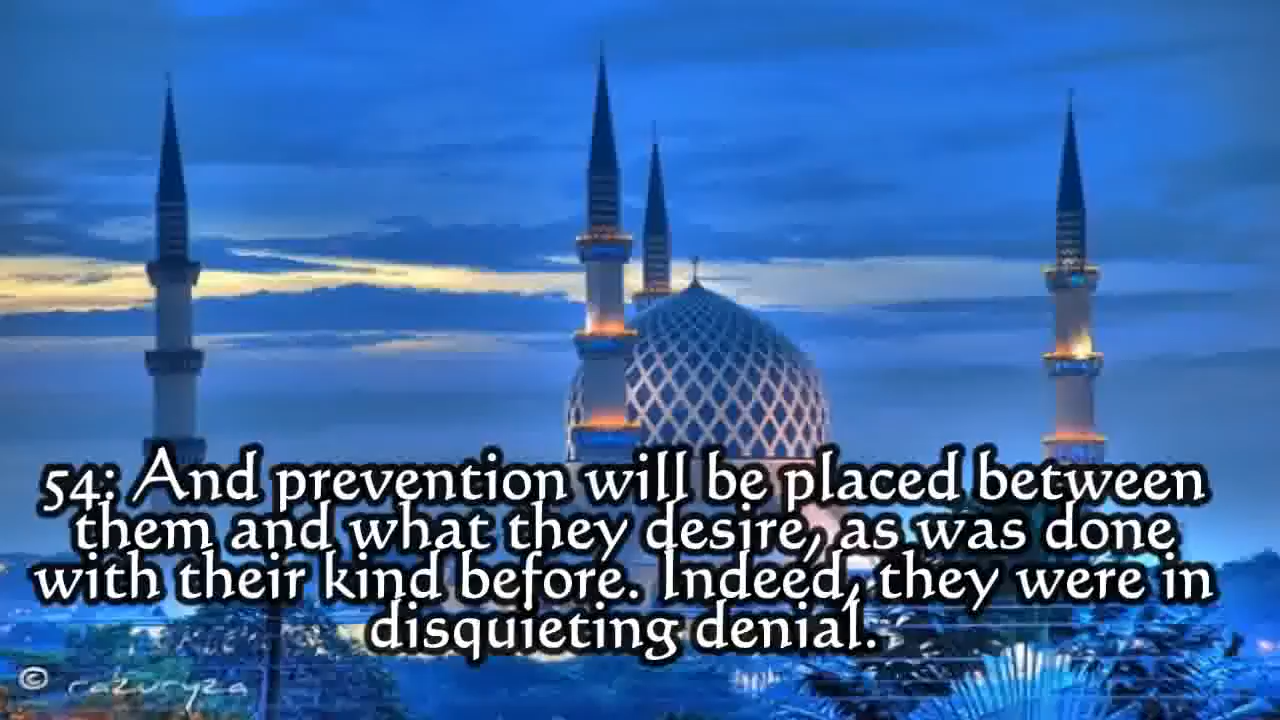 54: And prevention will be placed between
them and what they desire, as was done
with their kind before. Indeed, they were in
disquieting denial.
© razuryza